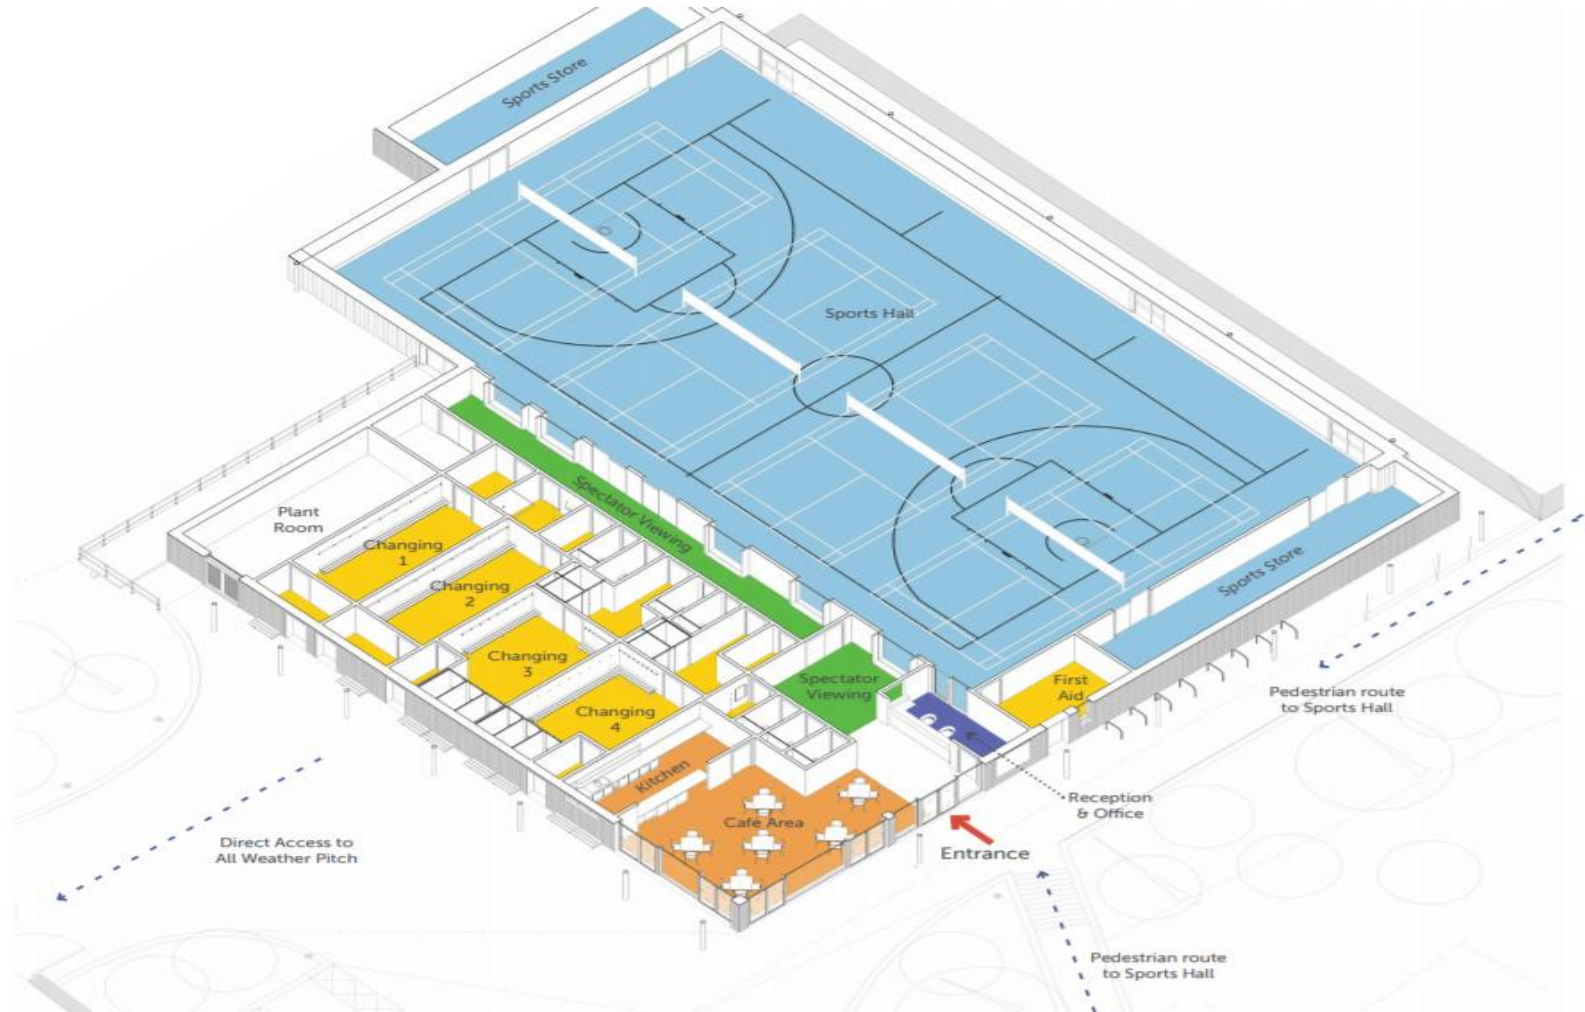 Sports Store
Sports Hall
Spectator Viewing
Plant
Room
Changing
1
Changing
2
Changing
3
Changing
4
Spectator
Viewing
Sports Store
First
Aid
Pedestrian route
to Sports Hall
Kitchen
Cafe Area
Reception
& Office
Entrance
Direct Access to
All Weather Pitch
Pedestrian route
to Sports Hall